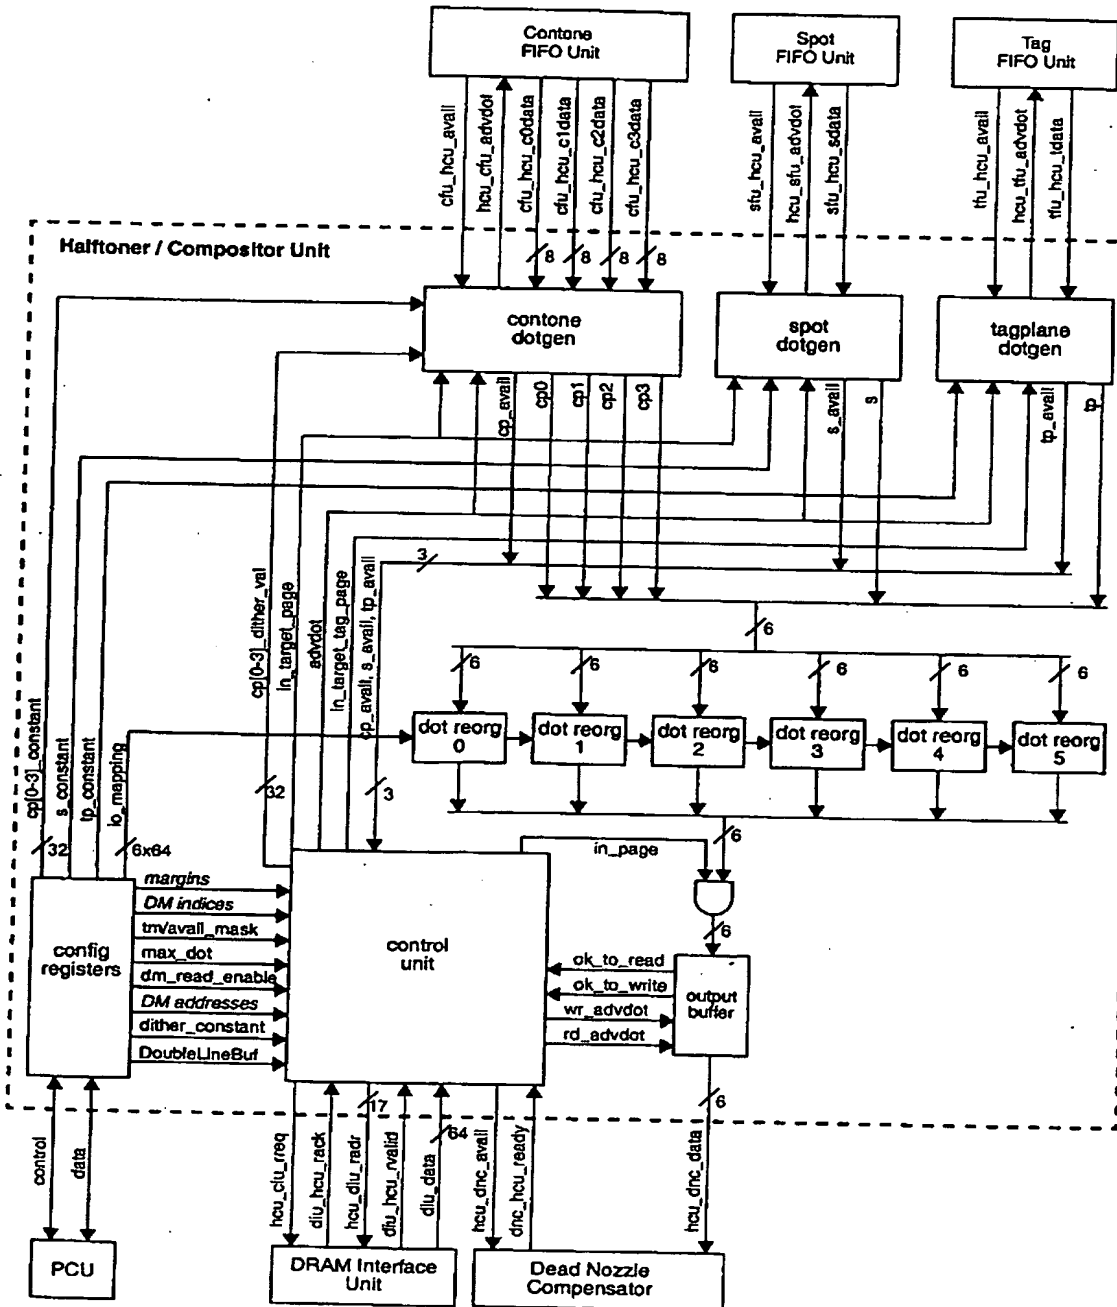 Contone
FIFO Unit
Spot
FIFO Unit
Tag
FIFO Unit
cfu_hcu_avail
hcu_cfu_advdot
cfu_hcu_c0data
cfu_hcu_c1data
cfu_hcu_c2data
cfu_hcu_c3data
sfu_hcu_avail
hcu_sfu_advdot
sfu_hcu_sdata
tfu_hcu_avail
hcu_tfu_advdot
tfu_hcu_tdata
Halftoner / Compositor Unit
8
8
8
8
contone
dotgen
spot
dotgen
tagplane
dotgen
cp_avail
cp0
cp1
cp2
cp3
s_avail
s
tp_avail
tp
3
6
cp[0-3]_dither_val
in_target_page
advdot
in_target_tag_page
cp_avail, s_avail, tp_avail
6
6
6
6
6
6
dot reorg
0
dot reorg
1
dot reorg
2
dot reorg
3
dot reorg
4
dot reorg
5
cp[0-3]_constant
s_constant
tp_constant
io_mapping
32
6x64
32
3
in_page
6
margins
DM indices
tm/avail_mask
max_dot
dm_read_enable
DM addresses
dither_constant
DoubleLineBuf
config
registers
control
unit
6
ok_to_read
ok_to_write
wr_advdot
rd_advdot
output
buffer
17
64
6
control
data
hcu_diu_rreq
diu_hcu_rack
hcu_diu_radr
diu_hcu_rvalid
diu_data
hcu_dnc_avail
dnc_hcu_ready
hcu_dnc_data
PCU
DRAM Interface
Unit
Dead Nozzle
Compensator